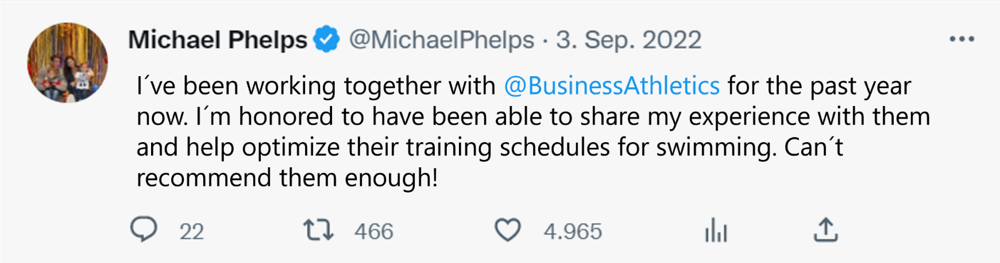 Michael Phelps @MichaelPhelps · 3. Sep. 2022
I´ve been working together with @BusinessAthletics for the past year
now. I´m honored to have been able to share my experience with them
and help optimize their training schedules for swimming. Can´t
recommend them enough!
22 466 4.965